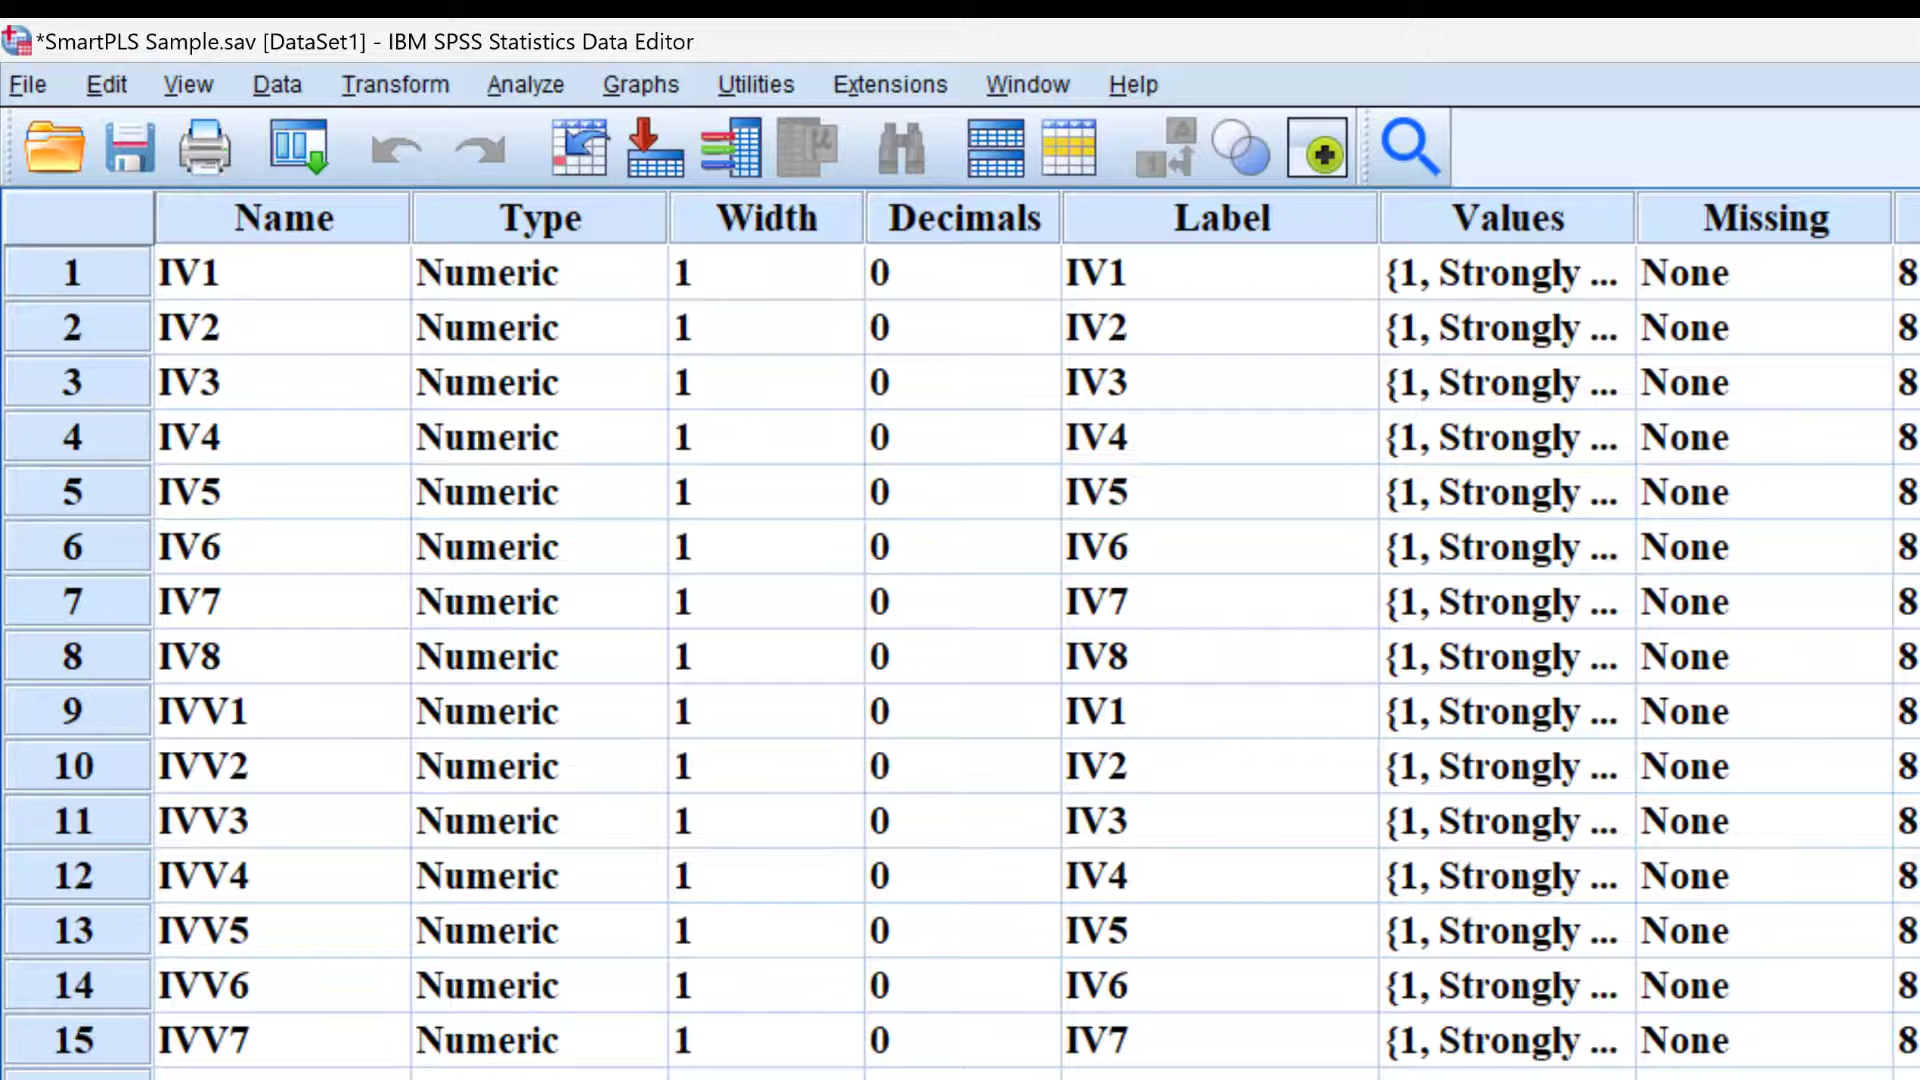 *SmartPLS Sample.sav [DataSet1] - IBM SPSS Statistics Data Editor
File Edit View Data Transform Analyze Graphs Utilities Extensions Window Help
Name Type Width Decimals Label Values Missing
1 IV1 Numeric 1 0 IV1 {1, Strongly ... None 8
2 IV2 Numeric 1 0 IV2 {1, Strongly ... None 8
3 IV3 Numeric 1 0 IV3 {1, Strongly ... None 8
4 IV4 Numeric 1 0 IV4 {1, Strongly ... None 8
5 IV5 Numeric 1 0 IV5 {1, Strongly ... None 8
6 IV6 Numeric 1 0 IV6 {1, Strongly ... None 8
7 IV7 Numeric 1 0 IV7 {1, Strongly ... None 8
8 IV8 Numeric 1 0 IV8 {1, Strongly ... None 8
9 IVV1 Numeric 1 0 IV1 {1, Strongly ... None 8
10 IVV2 Numeric 1 0 IV2 {1, Strongly ... None 8
11 IVV3 Numeric 1 0 IV3 {1, Strongly ... None 8
12 IVV4 Numeric 1 0 IV4 {1, Strongly ... None 8
13 IVV5 Numeric 1 0 IV5 {1, Strongly ... None 8
14 IVV6 Numeric 1 0 IV6 {1, Strongly ... None 8
15 IVV7 Numeric 1 0 IV7 {1, Strongly ... None 8